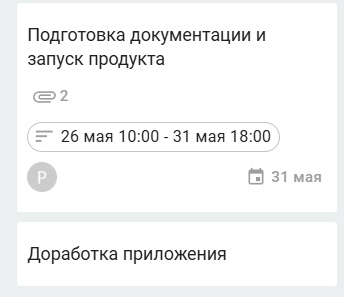 Подготовка документации и
запуск продукта
2
26 мая 10:00 - 31 мая 18:00
P
31 мая
Доработка приложения